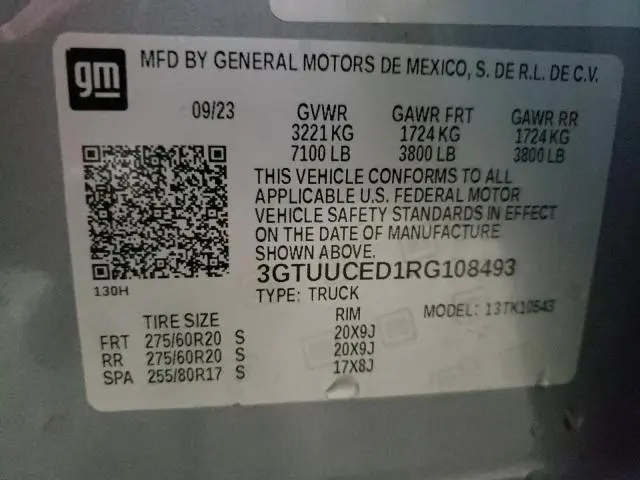 gm
MFD BY GENERAL MOTORS DE MEXICO, S. DE R.L. DE C.V.
09/23 GVWR GAWR FRT GAWR RR
3221 KG 1724 KG 1724 KG
7100 LB 3800 LB 3800 LB
THIS VEHICLE CONFORMS TO ALL
APPLICABLE U.S. FEDERAL MOTOR
VEHICLE SAFETY STANDARDS IN EFFECT
ON THE DATE OF MANUFACTURE
SHOWN ABOVE.
3GTUUCED1RG108493
130H TYPE: TRUCK MODEL: 13TK10543
TIRE SIZE RIM
FRT 275/60R20 S 20X9J
RR 275/60R20 S 20X9J
SPA 255/80R17 S 17X8J